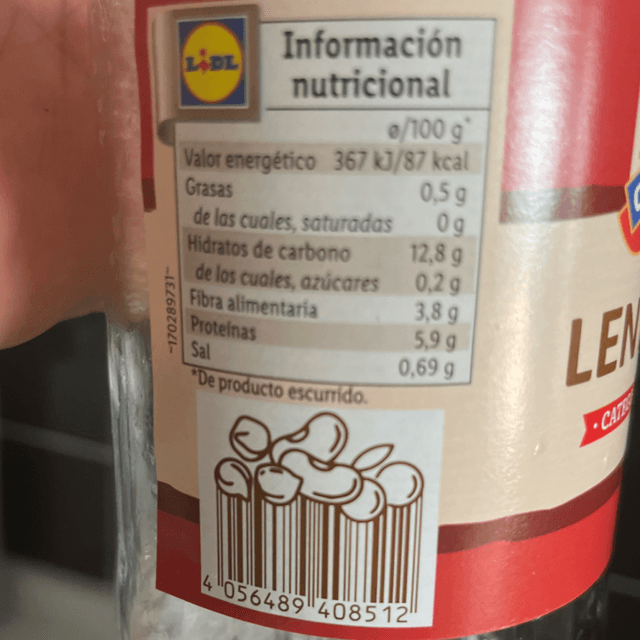 LIDL
Información
nutricional
ø/100 g*
Valor energético 367 kJ/87 kcal
Grasas 0,5 g
de las cuales, saturadas 0 g
Hidratos de carbono 12,8 g
de los cuales, azúcares 0,2 g
Fibra alimentaria 3,8 g
Proteínas 5,9 g
Sal 0,69 g
*De producto escurrido.
-170289731-
LEN
4 056489 408512